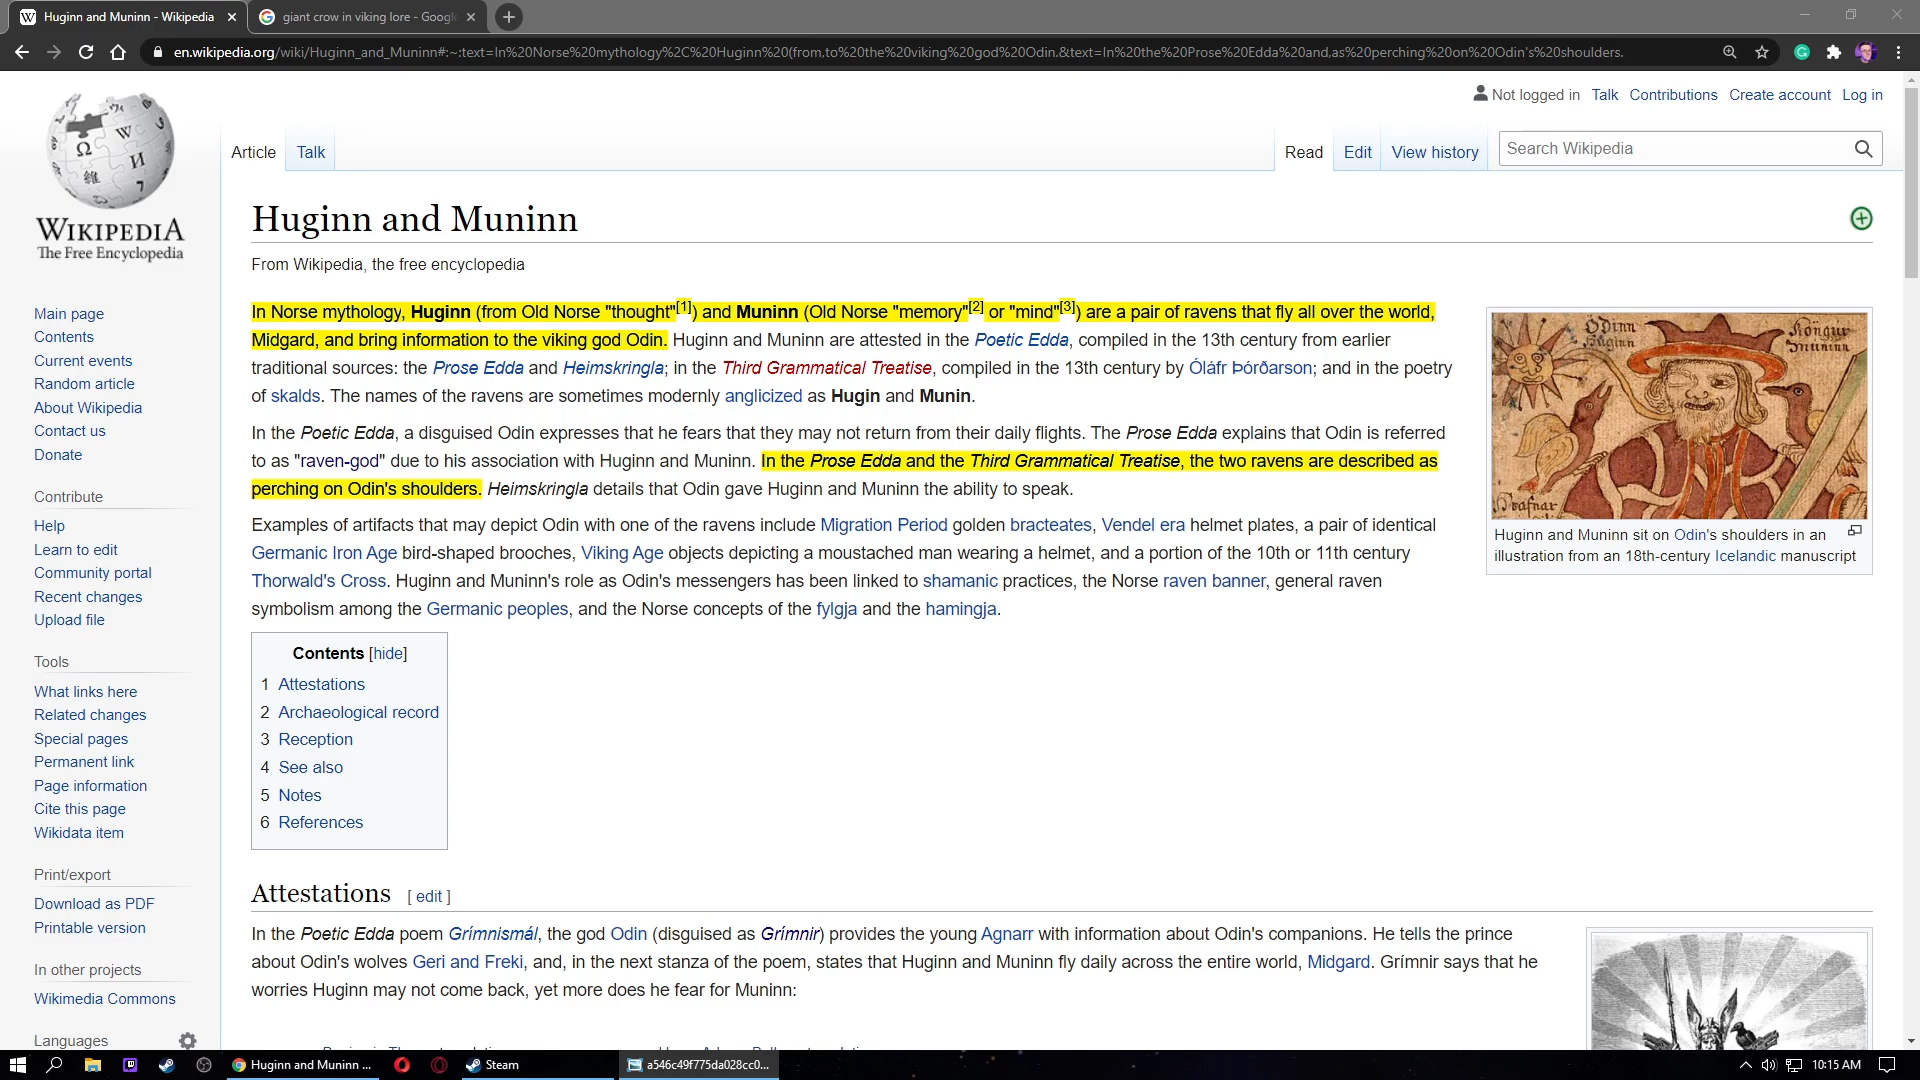 Huginn and Muninn - Wikipedia
giant crow in viking lore - Google
en.wikipedia.org/wiki/Huginn_and_Muninn#:~:text=In%20Norse%20mythology%2C%20Huginn%20(from,to%20the%20viking%20god%20Odin.&text=In%20the%20Prose%20Edda%20and,as%20perching%20on%20Odin's%20shoulders.
Not logged in Talk Contributions Create account Log in
Article Talk
Read Edit View history
Search Wikipedia
WIKIPEDIA
The Free Encyclopedia
Main page
Contents
Current events
Random article
About Wikipedia
Contact us
Donate
Contribute
Help
Learn to edit
Community portal
Recent changes
Upload file
Tools
What links here
Related changes
Special pages
Permanent link
Page information
Cite this page
Wikidata item
Print/export
Download as PDF
Printable version
In other projects
Wikimedia Commons
Languages
Huginn and Muninn
From Wikipedia, the free encyclopedia
In Norse mythology, Huginn (from Old Norse "thought"[1]) and Muninn (Old Norse "memory"[2] or "mind"[3]) are a pair of ravens that fly all over the world,
Midgard, and bring information to the viking god Odin. Huginn and Muninn are attested in the Poetic Edda, compiled in the 13th century from earlier
traditional sources: the Prose Edda and Heimskringla; in the Third Grammatical Treatise, compiled in the 13th century by Óláfr Þórðarson; and in the poetry
of skalds. The names of the ravens are sometimes modernly anglicized as Hugin and Munin.
In the Poetic Edda, a disguised Odin expresses that he fears that they may not return from their daily flights. The Prose Edda explains that Odin is referred
to as "raven-god" due to his association with Huginn and Muninn. In the Prose Edda and the Third Grammatical Treatise, the two ravens are described as
perching on Odin's shoulders. Heimskringla details that Odin gave Huginn and Muninn the ability to speak.
Examples of artifacts that may depict Odin with one of the ravens include Migration Period golden bracteates, Vendel era helmet plates, a pair of identical
Germanic Iron Age bird-shaped brooches, Viking Age objects depicting a moustached man wearing a helmet, and a portion of the 10th or 11th century
Thorwald's Cross. Huginn and Muninn's role as Odin's messengers has been linked to shamanic practices, the Norse raven banner, general raven
symbolism among the Germanic peoples, and the Norse concepts of the fylgja and the hamingja.
Huginn and Muninn sit on Odin's shoulders in an
illustration from an 18th-century Icelandic manuscript
Contents [hide]
1 Attestations
2 Archaeological record
3 Reception
4 See also
5 Notes
6 References
Attestations [ edit ]
In the Poetic Edda poem Grímnismál, the god Odin (disguised as Grímnir) provides the young Agnarr with information about Odin's companions. He tells the prince
about Odin's wolves Geri and Freki, and, in the next stanza of the poem, states that Huginn and Muninn fly daily across the entire world, Midgard. Grímnir says that he
worries Huginn may not come back, yet more does he fear for Muninn:
Huginn and Muninn ...
Steam
a546c49f775da028cc0...
10:15 AM